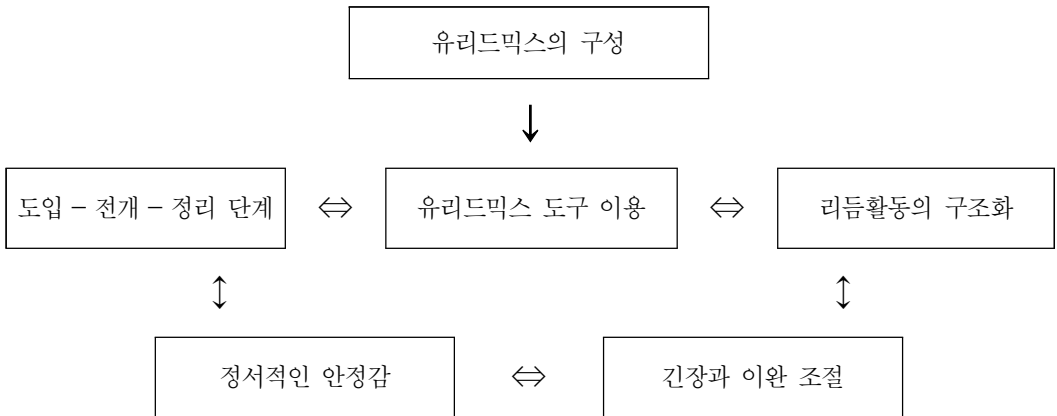 유리드믹스의 구성
도입 – 전개 – 정리 단계
유리드믹스 도구 이용
리듬활동의 구조화
정서적인 안정감
긴장과 이완 조절